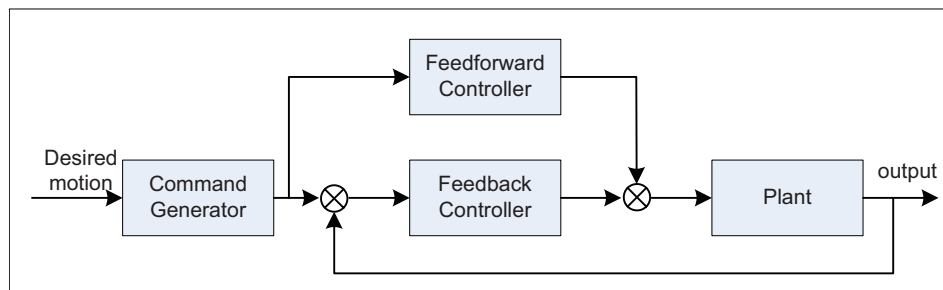 Desired
motion
Command
Generator
Feedforward
Controller
Feedback
Controller
Plant
output